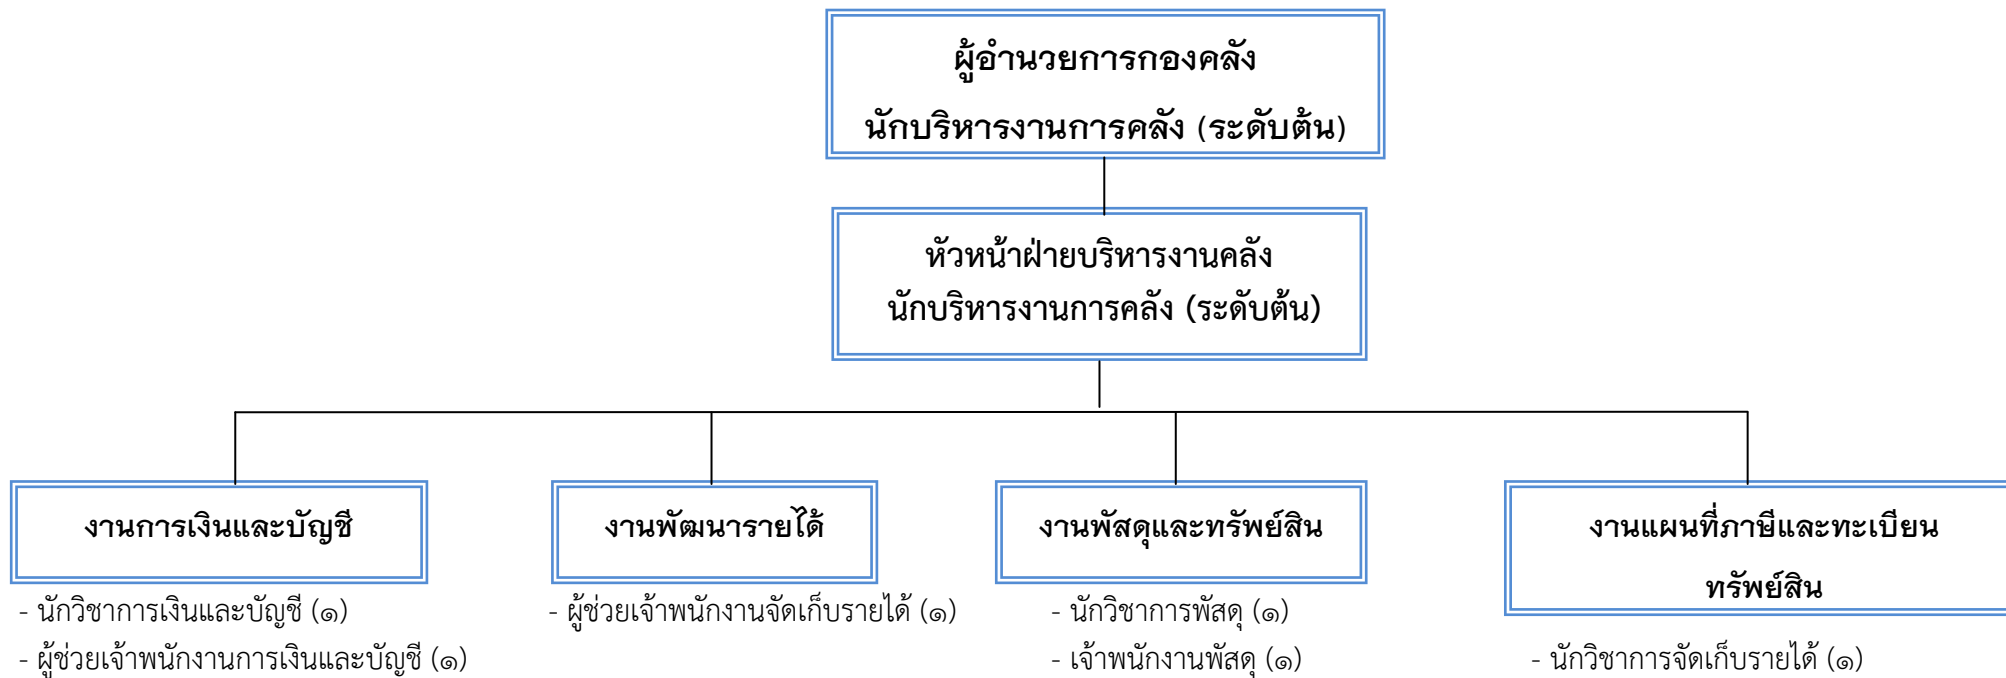 ผู้อำนวยการกองคลัง
นักบริหารงานการคลัง (ระดับต้น)
หัวหน้าฝ่ายบริหารงานคลัง
นักบริหารงานการคลัง (ระดับต้น)
งานการเงินและบัญชี
- นักวิชาการเงินและบัญชี (๑)
- ผู้ช่วยเจ้าพนักงานการเงินและบัญชี (๑)
งานพัฒนารายได้
- ผู้ช่วยเจ้าพนักงานจัดเก็บรายได้ (๑)
งานพัสดุและทรัพย์สิน
- นักวิชาการพัสดุ (๑)
- เจ้าพนักงานพัสดุ (๑)
งานแผนที่ภาษีและทะเบียน
ทรัพย์สิน
- นักวิชาการจัดเก็บรายได้ (๑)